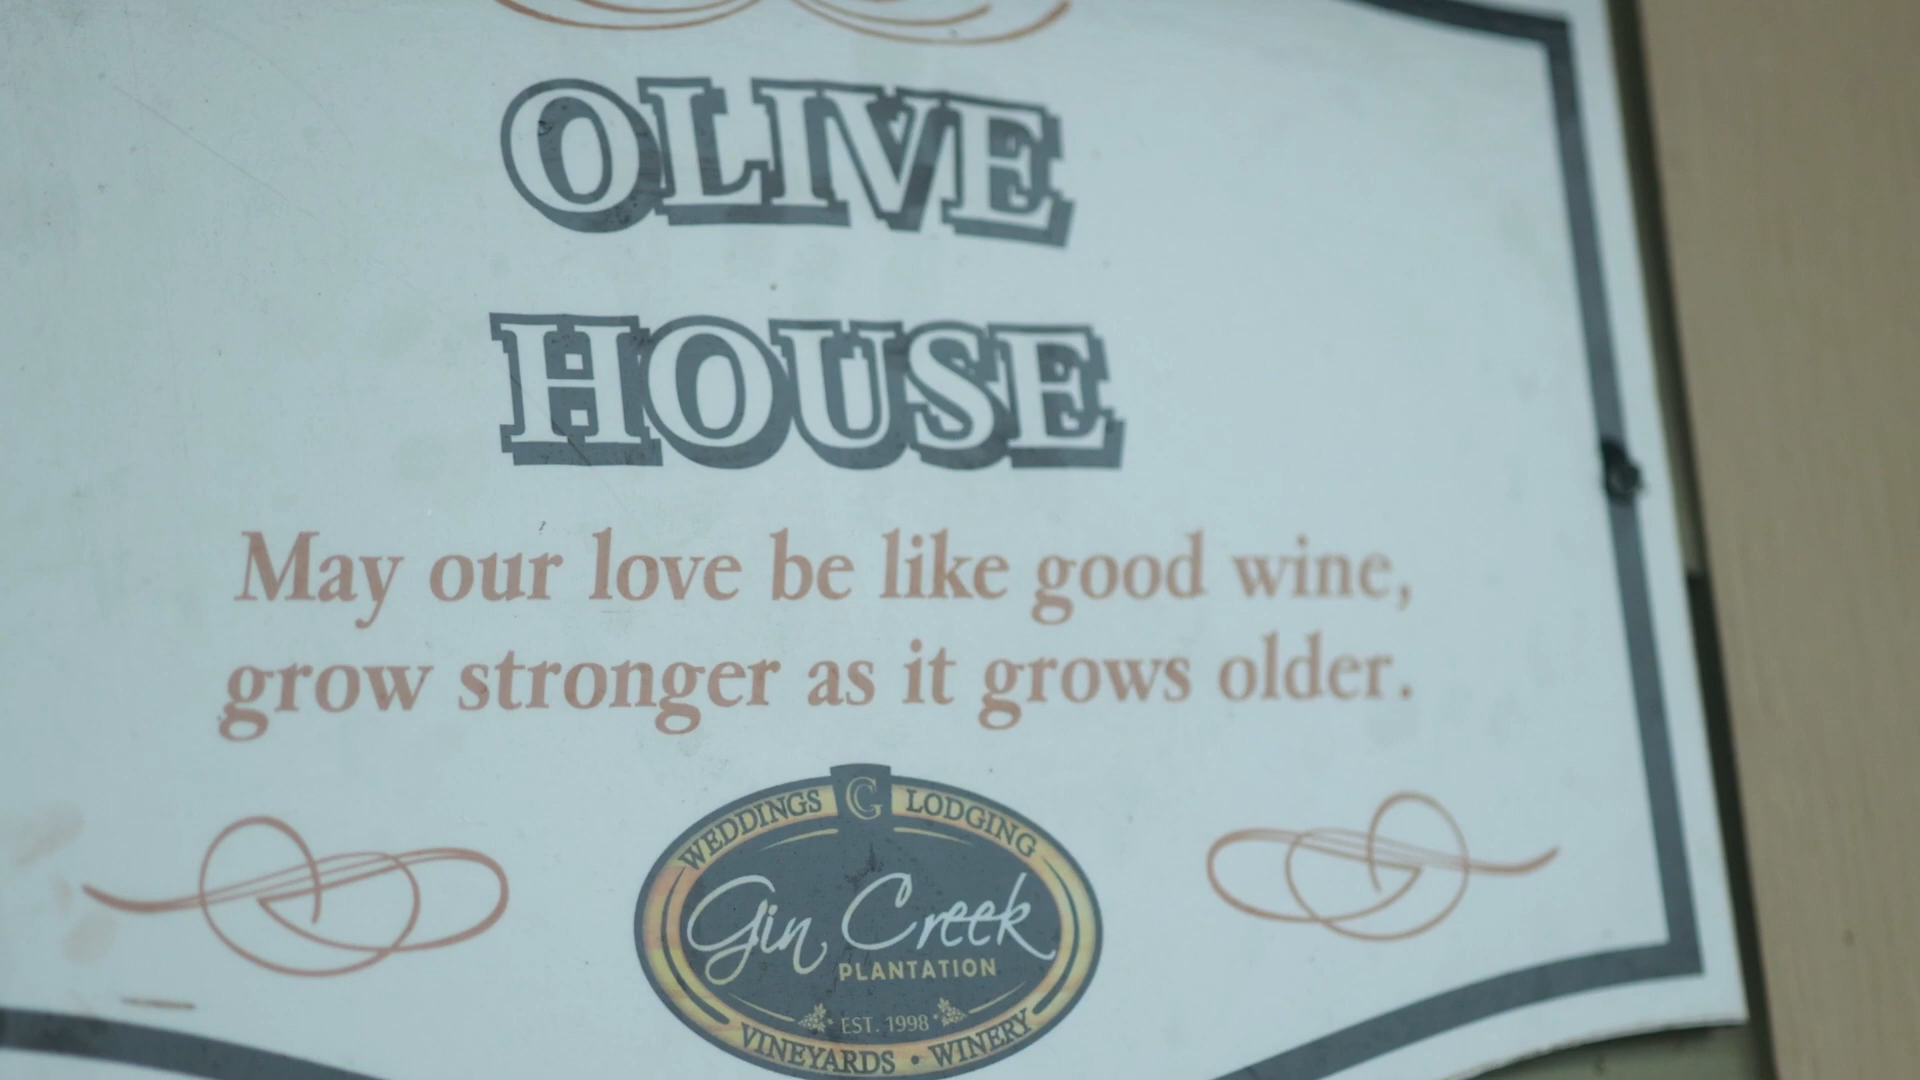 OLIVE
HOUSE
May our love be like good wine,
grow stronger as it grows older.
WEDDINGS G LODGING
Gin Creek
PLANTATION
EST. 1998
VINEYARDS • WINERY